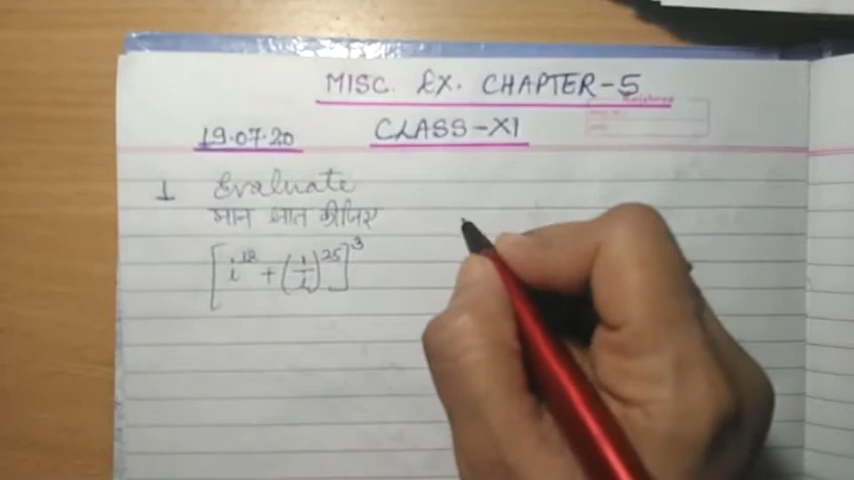 MISC. EX. CHAPTER-5
19.07.20 CLASS-XI
1 Evaluate
मान ज्ञात कीजिए
[i^18 + (1/i)^25]^3